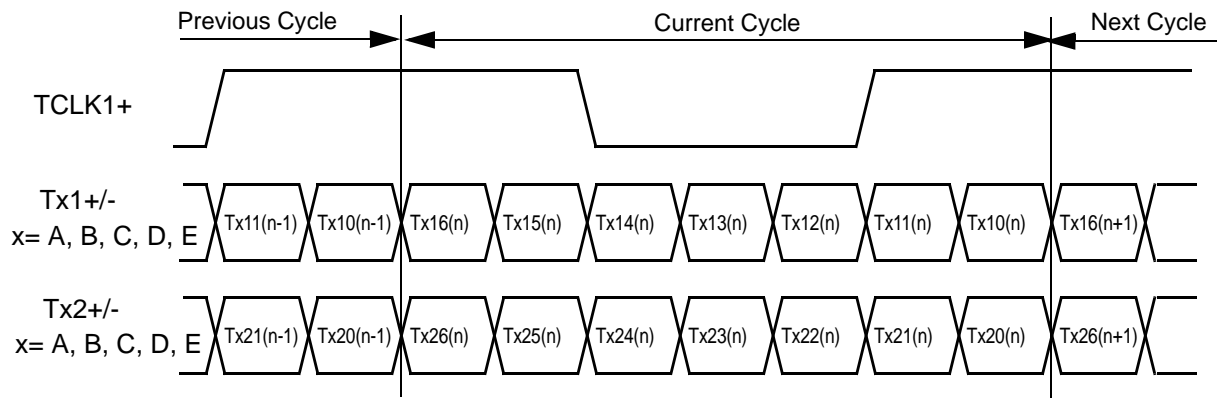 Previous Cycle Current Cycle Next Cycle
TCLK1+
Tx1+/-
x= A, B, C, D, E
Tx11(n-1) Tx10(n-1) Tx16(n) Tx15(n) Tx14(n) Tx13(n) Tx12(n) Tx11(n) Tx10(n) Tx16(n+1)
Tx2+/-
x= A, B, C, D, E
Tx21(n-1) Tx20(n-1) Tx26(n) Tx25(n) Tx24(n) Tx23(n) Tx22(n) Tx21(n) Tx20(n) Tx26(n+1)